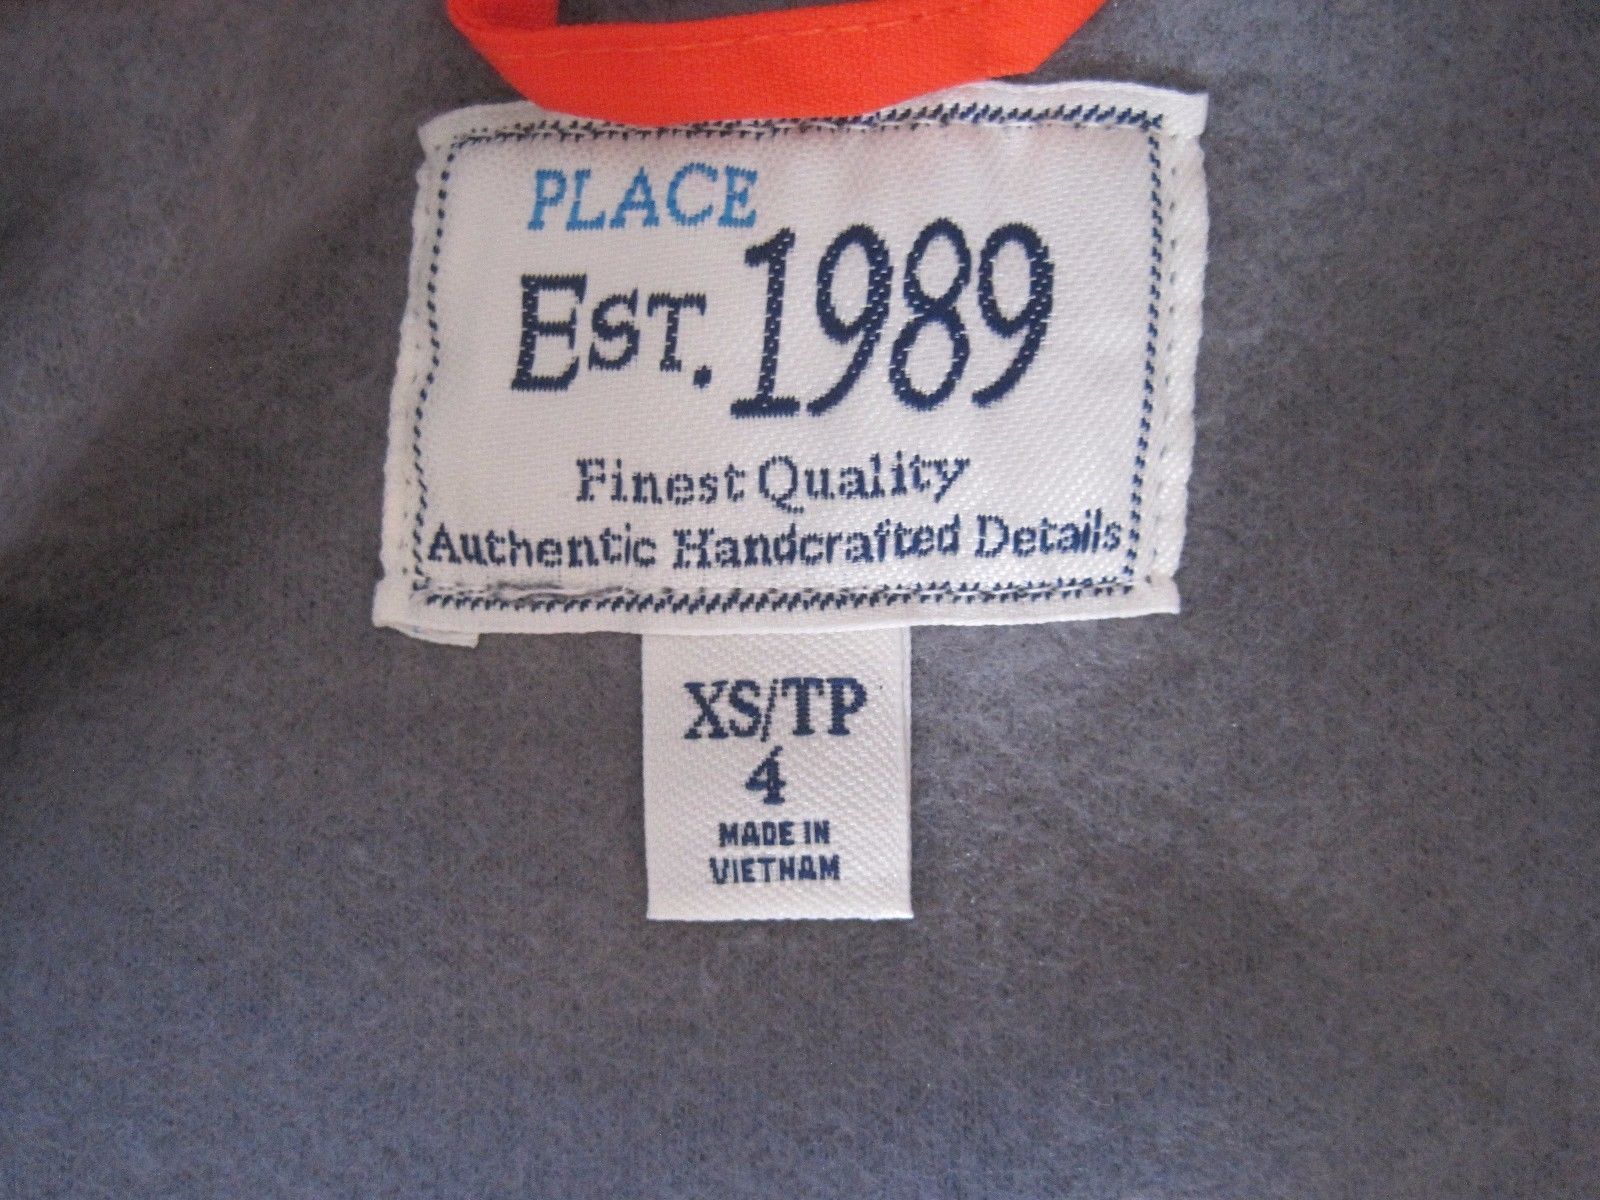 PLACE
EST. 1989
Finest Quality
Authentic Handcrafted Details
XS/TP
4
MADE IN
VIETNAM